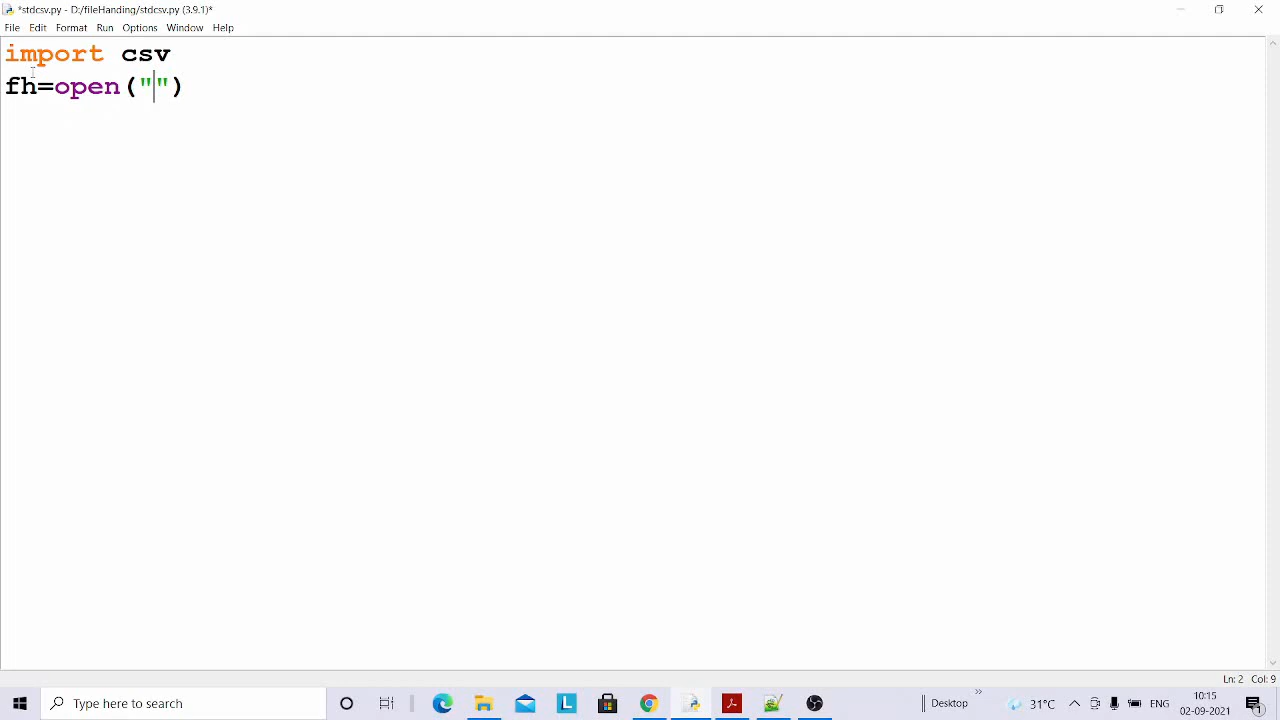 *stdcsv.py - D:/fileHanding/stdcsv.py (3.9.1)*
File Edit Format Run Options Window Help
import csv
fh=open("")
Ln: 2 Col: 9
Type here to search
Desktop
31°C
ENG
10:15
02-09-2021
1